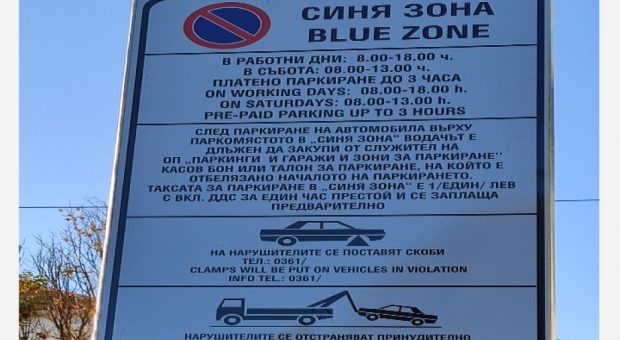 СИНЯ ЗОНА
BLUE ZONE
В РАБОТНИ ДНИ: 8.00-18.00 ч.
В СЪБОТА: 08.00-13.00 ч.
ПЛАТЕНО ПАРКИРАНЕ ДО 3 ЧАСА
ON WORKING DAYS: 08.00-18.00 h.
ON SATURDAYS: 08.00-13.00 h.
PRE-PAID PARKING UP TO 3 HOURS
СЛЕД ПАРКИРАНЕ НА АВТОМОБИЛА ВЪРХУ
ПАРКОМЯСТОТО В „СИНЯ ЗОНА" ВОДАЧЪТ Е
ДЛЪЖЕН ДА ЗАКУПИ ОТ СЛУЖИТЕЛ НА
ОП „ПАРКИНГИ И ГАРАЖИ И ЗОНИ ЗА ПАРКИРАНЕ"
КАСОВ БОН ИЛИ ТАЛОН ЗА ПАРКИРАНЕ, НА КОЙТО Е
ОТБЕЛЯЗАНО НАЧАЛОТО НА ПАРКИРАНЕТО.
ТАКСАТА ЗА ПАРКИРАНЕ В „СИНЯ ЗОНА" Е 1/ЕДИН/ ЛЕВ
С ВКЛ. ДДС ЗА ЕДИН ЧАС ПРЕСТОЙ И СЕ ЗАПЛАЩА
ПРЕДВАРИТЕЛНО
НА НАРУШИТЕЛИТЕ СЕ ПОСТАВЯТ СКОБИ
ТЕЛ.: 0361/
CLAMPS WILL BE PUT ON VEHICLES IN VIOLATION
INFO TEL.: 0361/
НАРУШИТЕЛИТЕ СЕ ОТСТРАНЯВАТ ПРИНУДИТЕЛНО